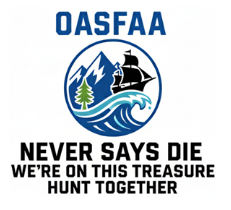 OASFAA
NEVER SAYS DIE
WE'RE ON THIS TREASURE
HUNT TOGETHER